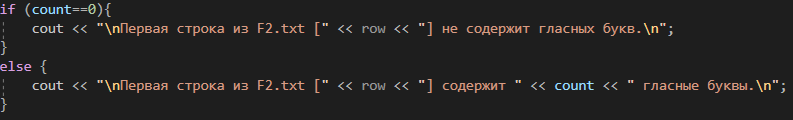 if (count==0){
cout << "\nПервая строка из F2.txt [" << row << "] не содержит гласных букв.\n";
}
else {
cout << "\nПервая строка из F2.txt [" << row << "] содержит " << count << " гласные буквы.\n";
}